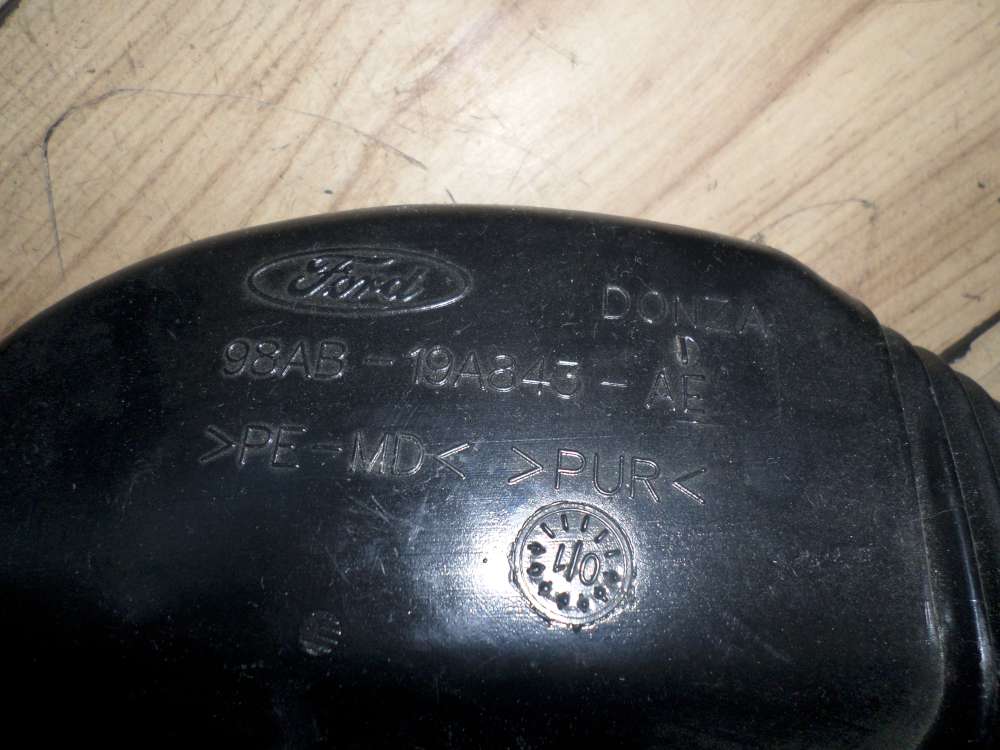 Ford
DONZA
98AB-19A843-AE
>PE-MD< >PUR<